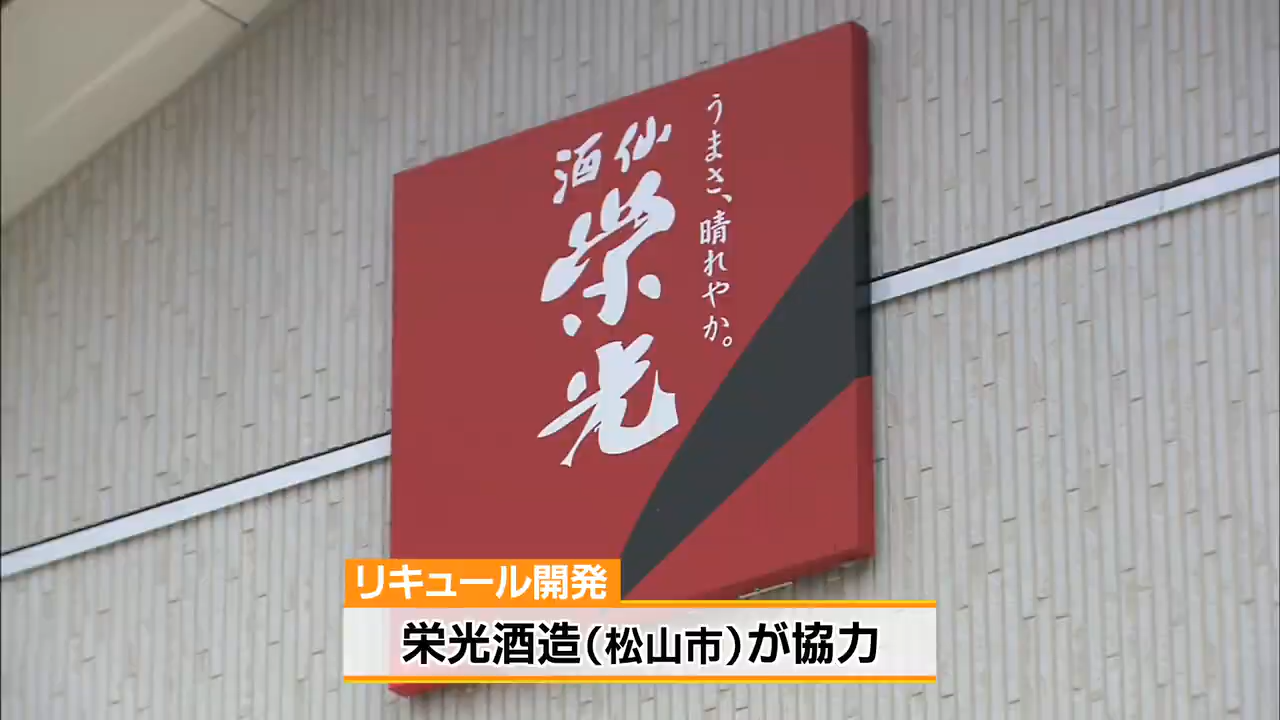 うまさ、晴れやか。
酒仙
栄光
リキュール開発
栄光酒造(松山市)が協力